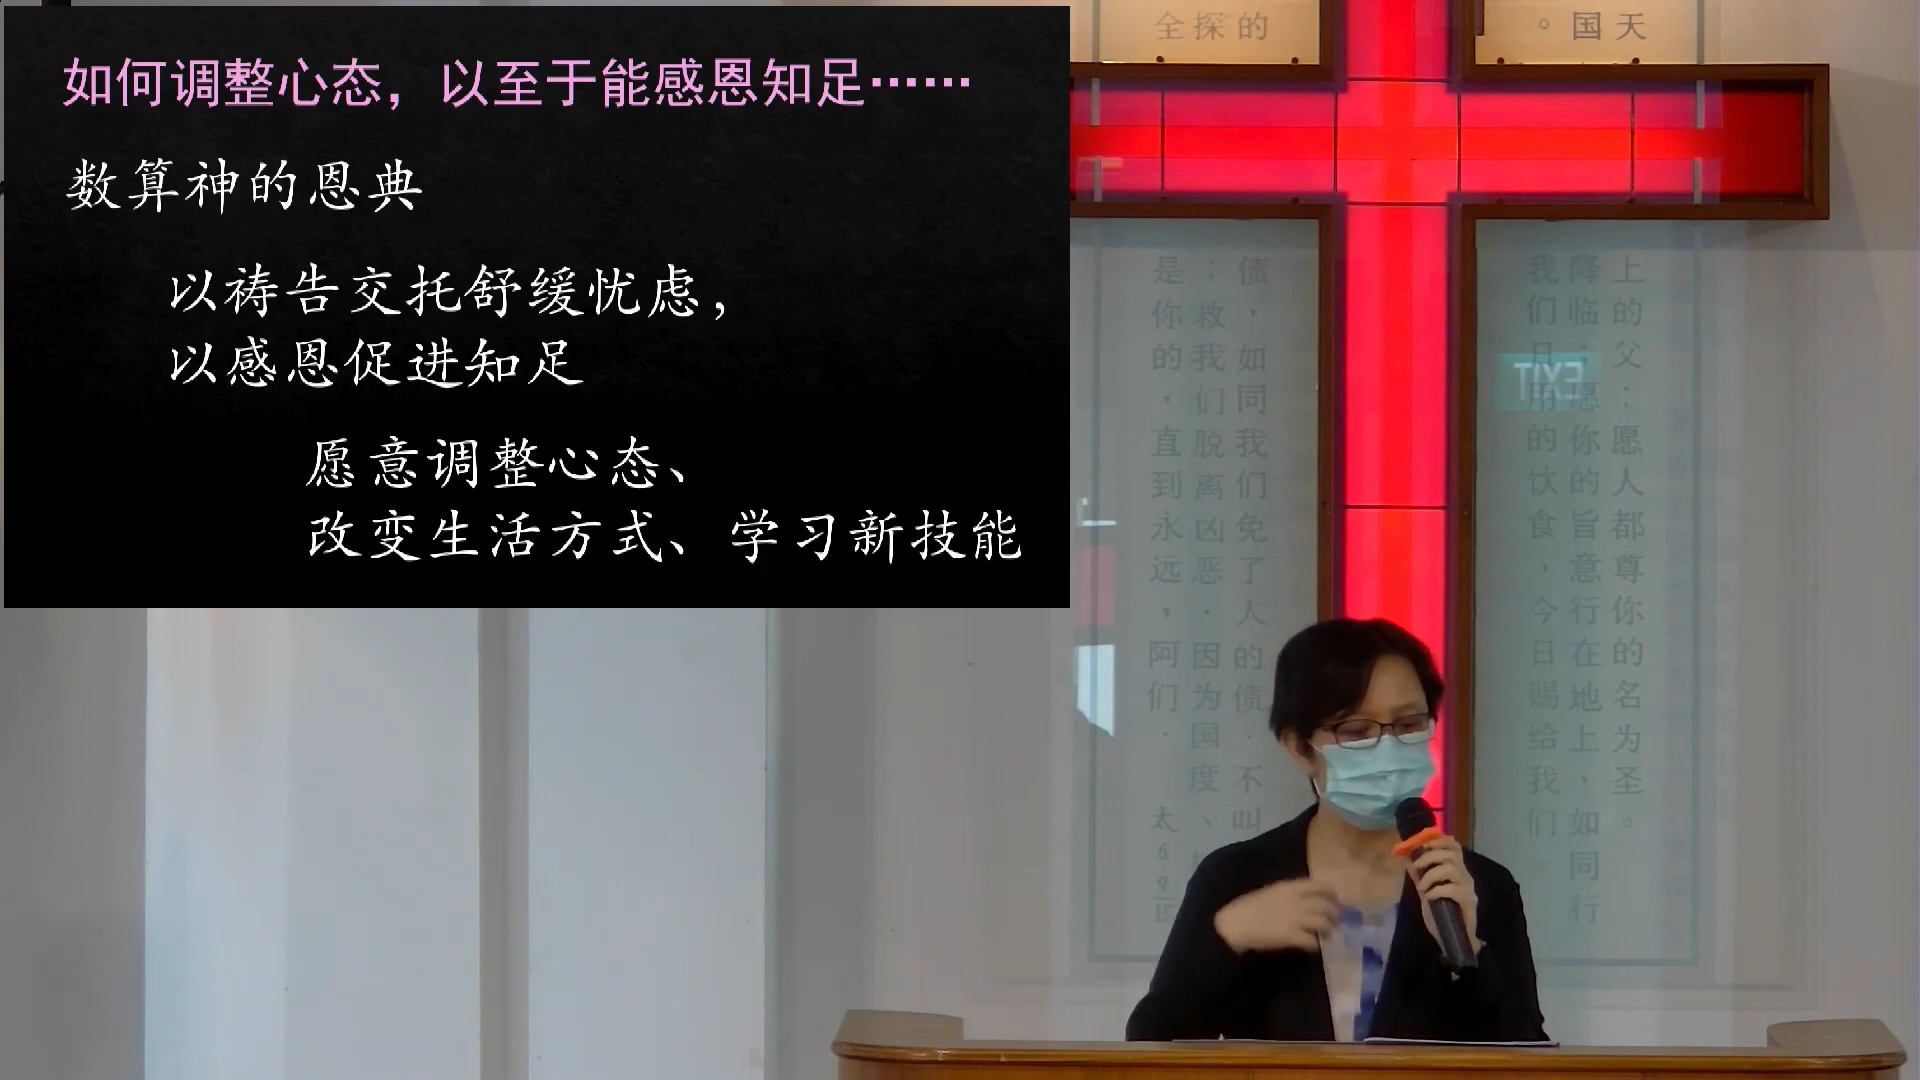 如何调整心态，以至于能感恩知足……
数算神的恩典
以祷告交托舒缓忧虑，
以感恩促进知足
愿意调整心态、
改变生活方式、学习新技能
天
国。
的
探
全
上的父：愿人都尊你的名为圣。
降临；愿你的旨意行在地上，如同行
我们日用的饮食，今日赐给我们
债，如同我们免了人的债．不叫
；救我们脱离凶恶．因为国度、
是你的，直到永远，阿们．
太6:9-15
EXIT